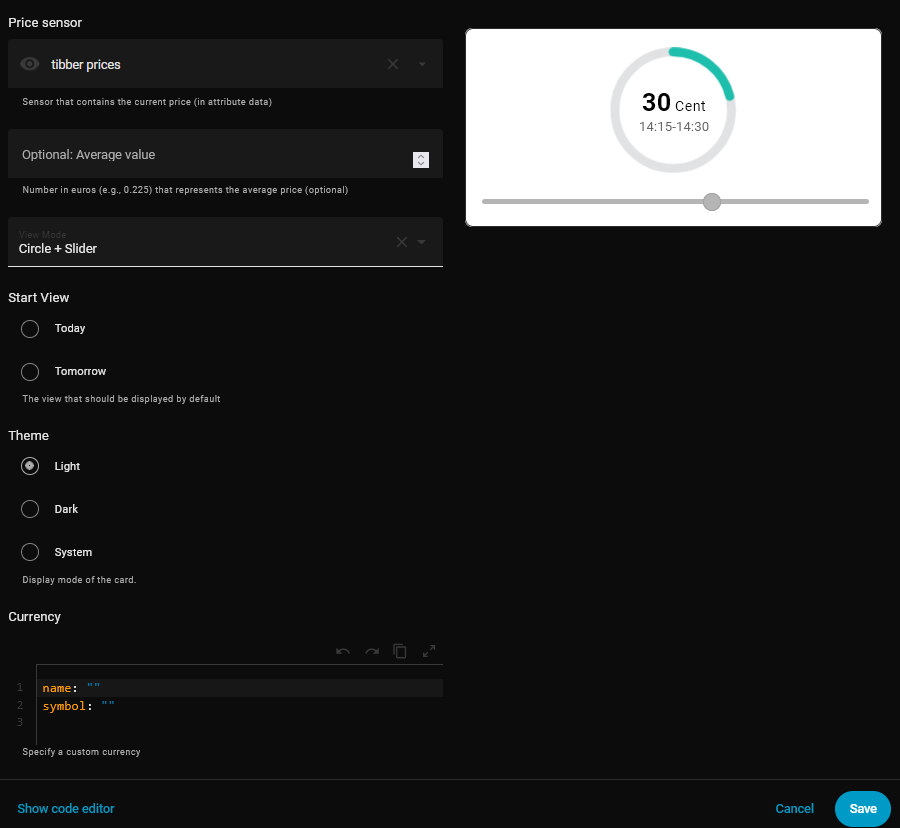 Price sensor
tibber prices
Sensor that contains the current price (in attribute data)
Optional: Average value
Number in euros (e.g., 0.225) that represents the average price (optional)
View Mode
Circle + Slider
Start View
Today
Tomorrow
The view that should be displayed by default
Theme
Light
Dark
System
Display mode of the card.
Currency
1 name: ""
2 symbol: ""
3
Specify a custom currency
30 Cent
14:15-14:30
Show code editor
Cancel
Save